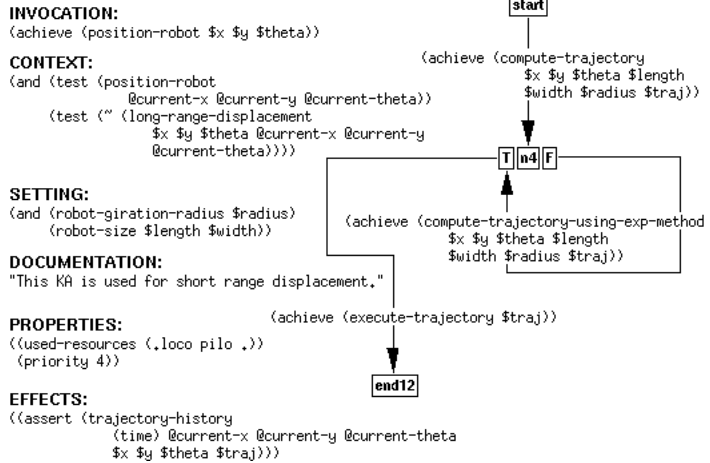 INVOCATION:
(achieve (position-robot $x $y $theta))
CONTEXT:
(and (test (position-robot
@current-x @current-y @current-theta))
(test (~ (long-range-displacement
$x $y $theta @current-x @current-y
@current-theta))))
SETTING:
(and (robot-giration-radius $radius)
(robot-size $length $width))
DOCUMENTATION:
"This KA is used for short range displacement."
PROPERTIES:
((used-resources (. loco pilo .))
(priority 4))
EFFECTS:
((assert (trajectory-history
(time) @current-x @current-y @current-theta
$x $y $theta $traj)))
start
(achieve (compute-trajectory
$x $y $theta $length
$width $radius $traj))
T n4 F
(achieve (compute-trajectory-using-exp-method
$x $y $theta $length
$width $radius $traj))
(achieve (execute-trajectory $traj))
end12